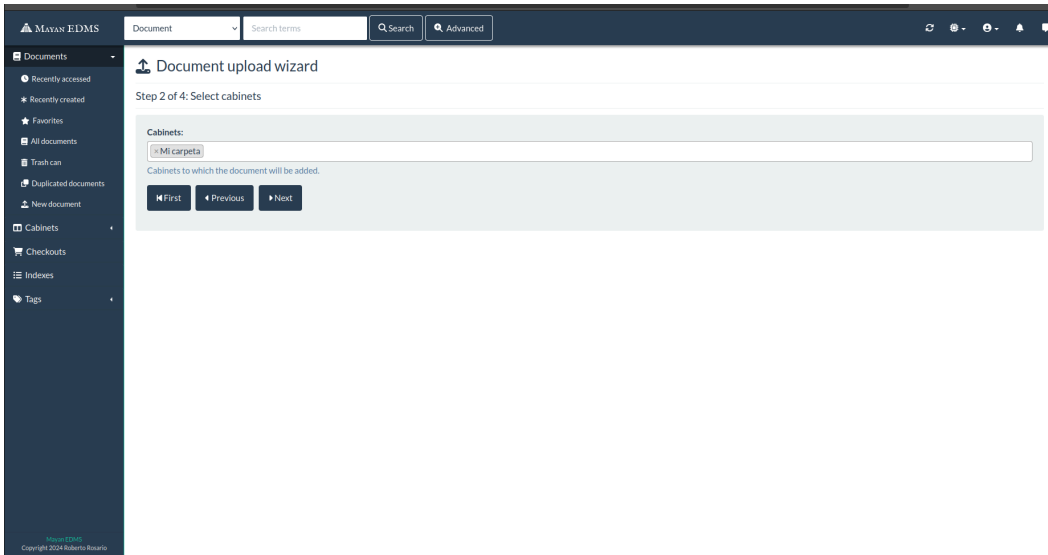 MAYAN EDMS
Document
Search terms
Search
Advanced
Documents
Recently accessed
Recently created
Favorites
All documents
Trash can
Duplicated documents
New document
Cabinets
Checkouts
Indexes
Tags
Mayan EDMS
Copyright 2024 Roberto Rosario
Document upload wizard
Step 2 of 4: Select cabinets
Cabinets:
×Mi carpeta
Cabinets to which the document will be added.
First Previous Next